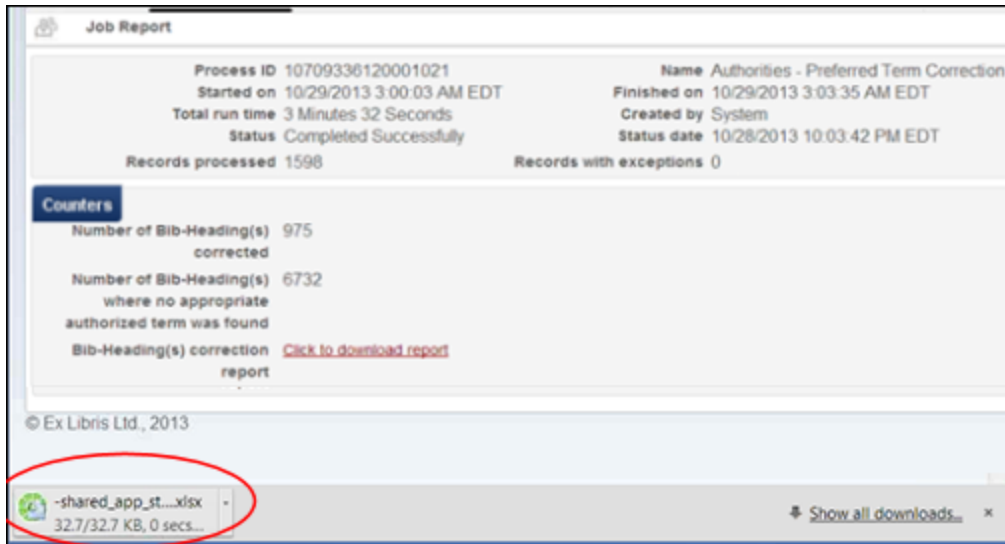 Job Report
Process ID 10709336120001021 Name Authorities - Preferred Term Correction
Started on 10/29/2013 3:00:03 AM EDT Finished on 10/29/2013 3:03:35 AM EDT
Total run time 3 Minutes 32 Seconds Created by System
Status Completed Successfully Status date 10/28/2013 10:03:42 PM EDT
Records processed 1598 Records with exceptions 0
Counters
Number of Bib-Heading(s) 975
corrected
Number of Bib-Heading(s) 6732
where no appropriate
authorized term was found
Bib-Heading(s) correction Click to download report
report
© Ex Libris Ltd., 2013
-shared_app_st....xlsx
32.7/32.7 KB, 0 secs... Show all downloads...